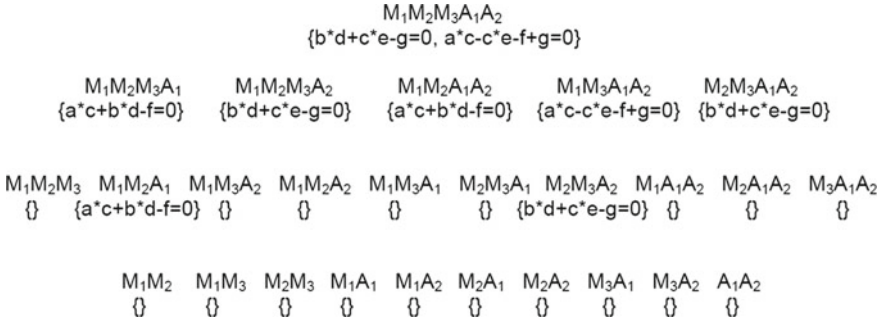 M₁M₂M₃A₁A₂
{b*d+c*e-g=0, a*c-c*e-f+g=0}
M₁M₂M₃A₁ M₁M₂M₃A₂ M₁M₂A₁A₂ M₁M₃A₁A₂ M₂M₃A₁A₂
{a*c+b*d-f=0} {b*d+c*e-g=0} {a*c+b*d-f=0} {a*c-c*e-f+g=0} {b*d+c*e-g=0}
M₁M₂M₃ M₁M₂A₁ M₁M₃A₂ M₁M₂A₂ M₁M₃A₁ M₂M₃A₁ M₂M₃A₂ M₁A₁A₂ M₂A₁A₂ M₃A₁A₂
{} {a*c+b*d-f=0} {} {} {} {} {b*d+c*e-g=0} {} {} {}
M₁M₂ M₁M₃ M₂M₃ M₁A₁ M₁A₂ M₂A₁ M₂A₂ M₃A₁ M₃A₂ A₁A₂
{} {} {} {} {} {} {} {} {} {}